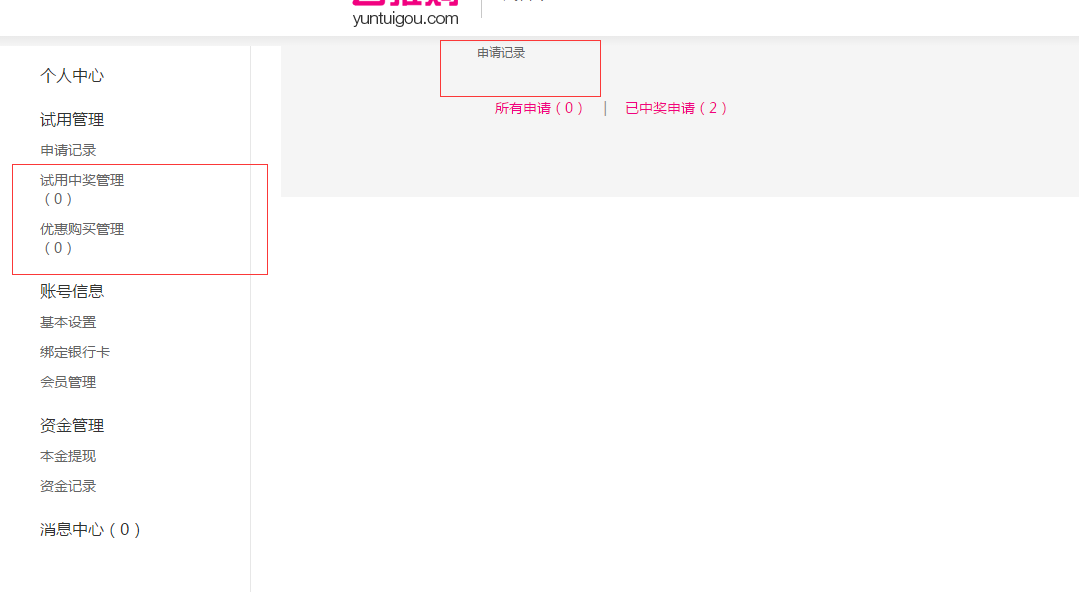 yuntuigou.com
个人中心
试用管理
申请记录
试用中奖管理
（0）
优惠购买管理
（0）
账号信息
基本设置
绑定银行卡
会员管理
资金管理
本金提现
资金记录
消息中心（0）
申请记录
所有申请（0） | 已中奖申请（2）